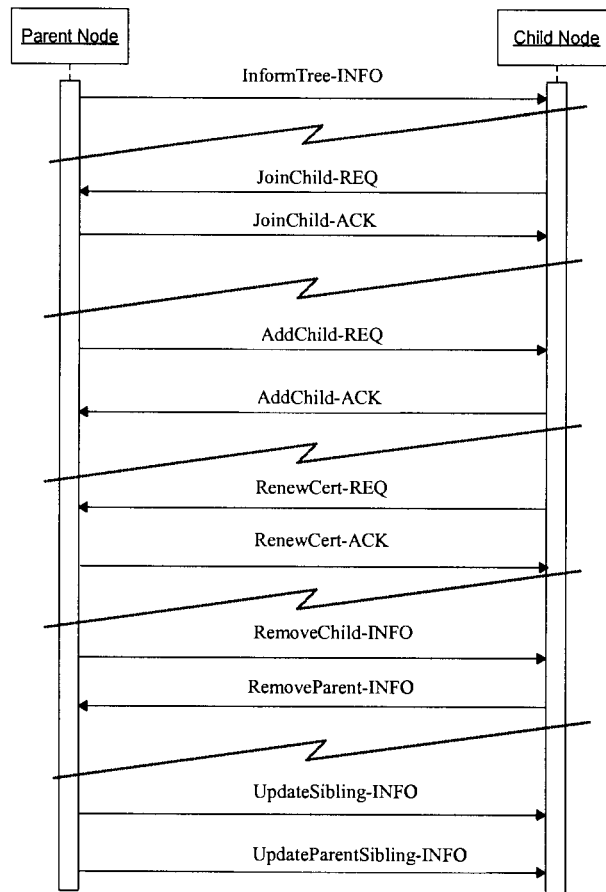 Parent Node
Child Node
InformTree-INFO
JoinChild-REQ
JoinChild-ACK
AddChild-REQ
AddChild-ACK
RenewCert-REQ
RenewCert-ACK
RemoveChild-INFO
RemoveParent-INFO
UpdateSibling-INFO
UpdateParentSibling-INFO